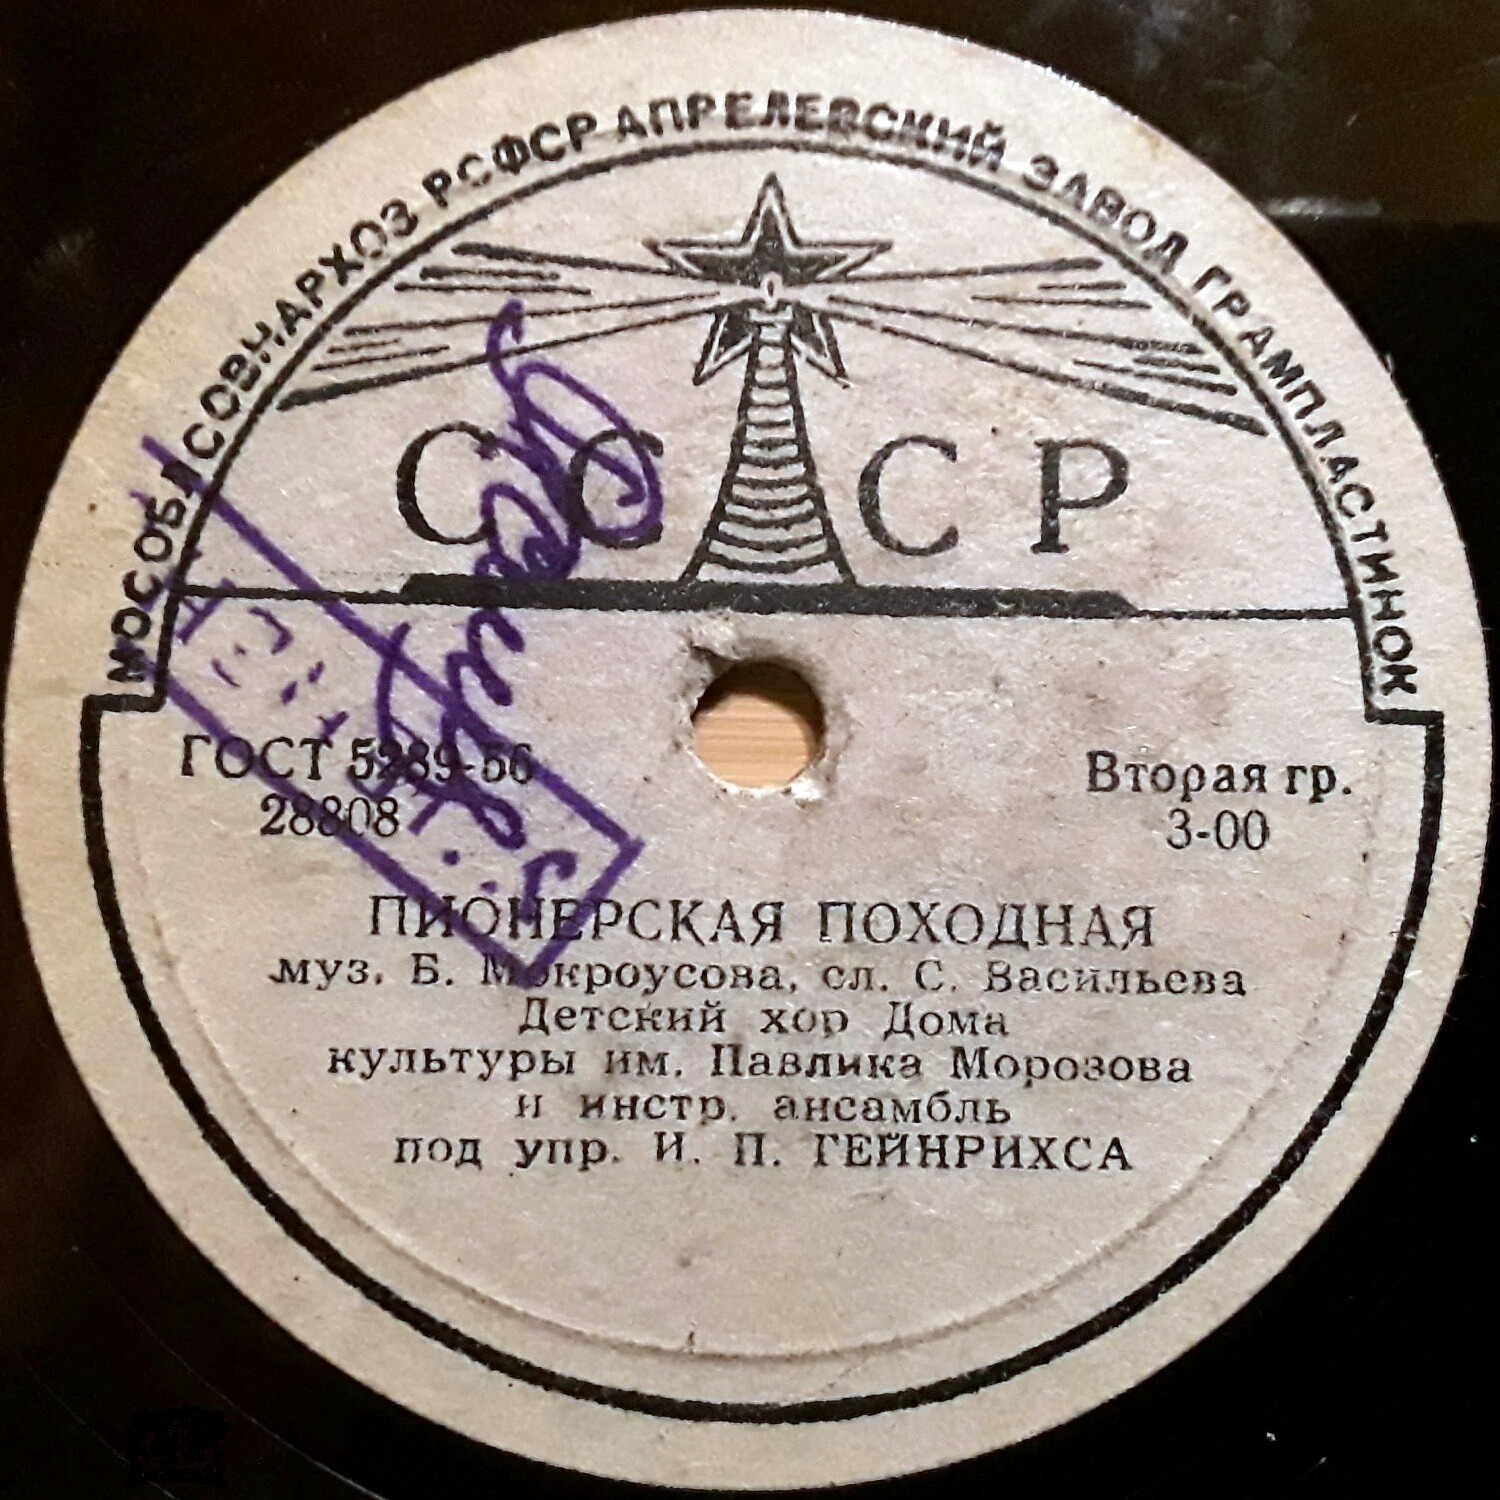 МОСОБЛСОВНАРХОЗ РСФСР АПРЕЛЕВСКИЙ ЗАВОД ГРАМПЛАСТИНОК
СССР
ГОСТ 5289-56
28808
Вторая гр.
3-00
ПИОНЕРСКАЯ ПОХОДНАЯ
муз. Б. Мокроусова, сл. С. Васильева
Детский хор Дома
культуры им. Павлика Морозова
и инстр. ансамбль
под упр. И. П. ГЕЙНРИХСА